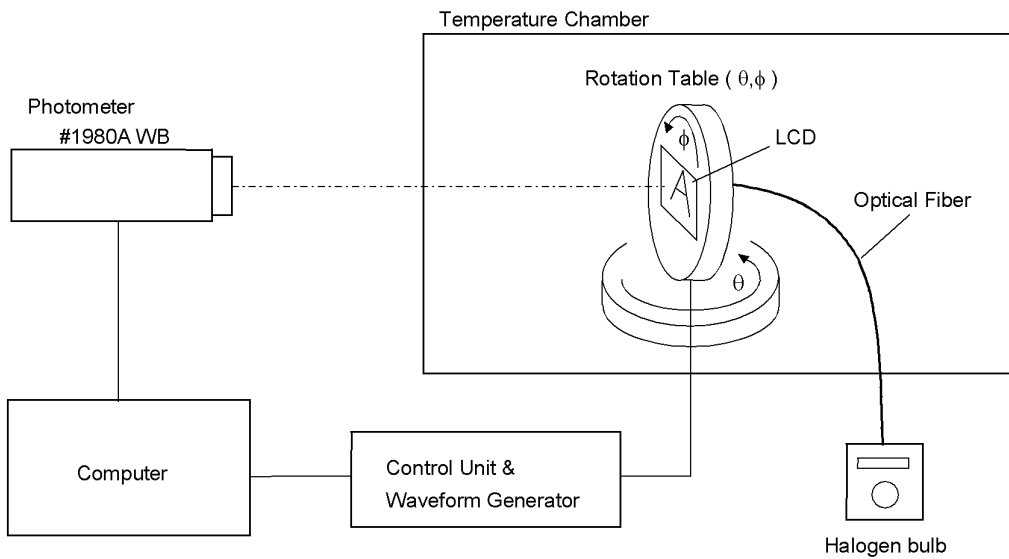 Temperature Chamber
Rotation Table ( θ,ϕ )
Photometer
#1980A WB
ϕ
LCD
A
Optical Fiber
θ
Computer
Control Unit &
Waveform Generator
Halogen bulb